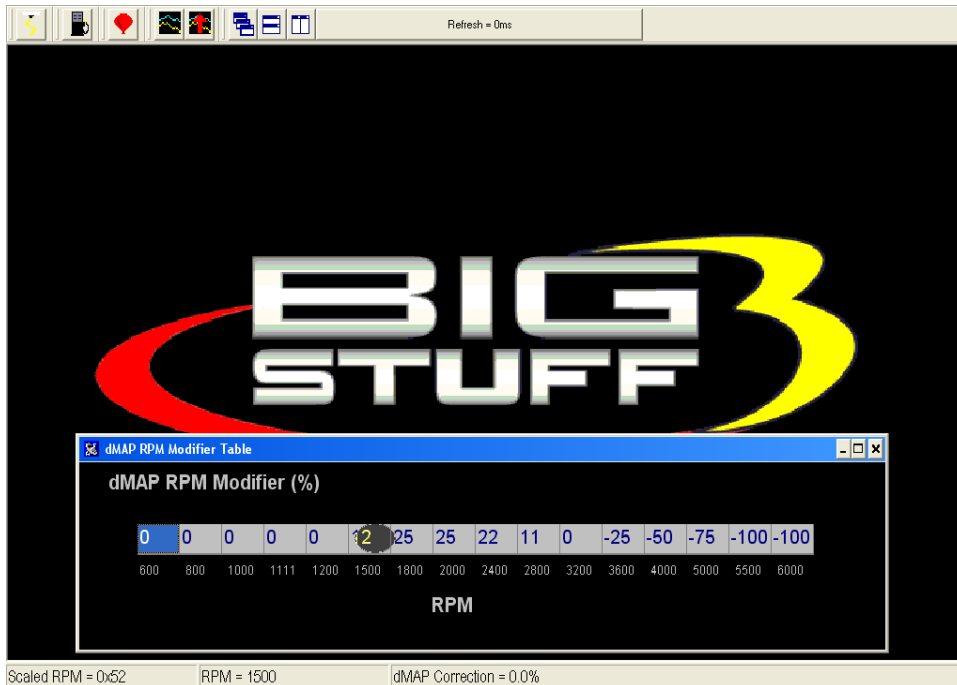 Refresh = 0ms
BIG 3
STUFF
dMAP RPM Modifier Table
dMAP RPM Modifier (%)
0 0 0 0 0 25 25 22 11 0 -25 -50 -75 -100 -100
600 800 1000 1111 1200 1500 1800 2000 2400 2800 3200 3600 4000 5000 5500 6000
RPM
Scaled RPM = 0x52 RPM = 1500 dMAP Correction = 0.0%